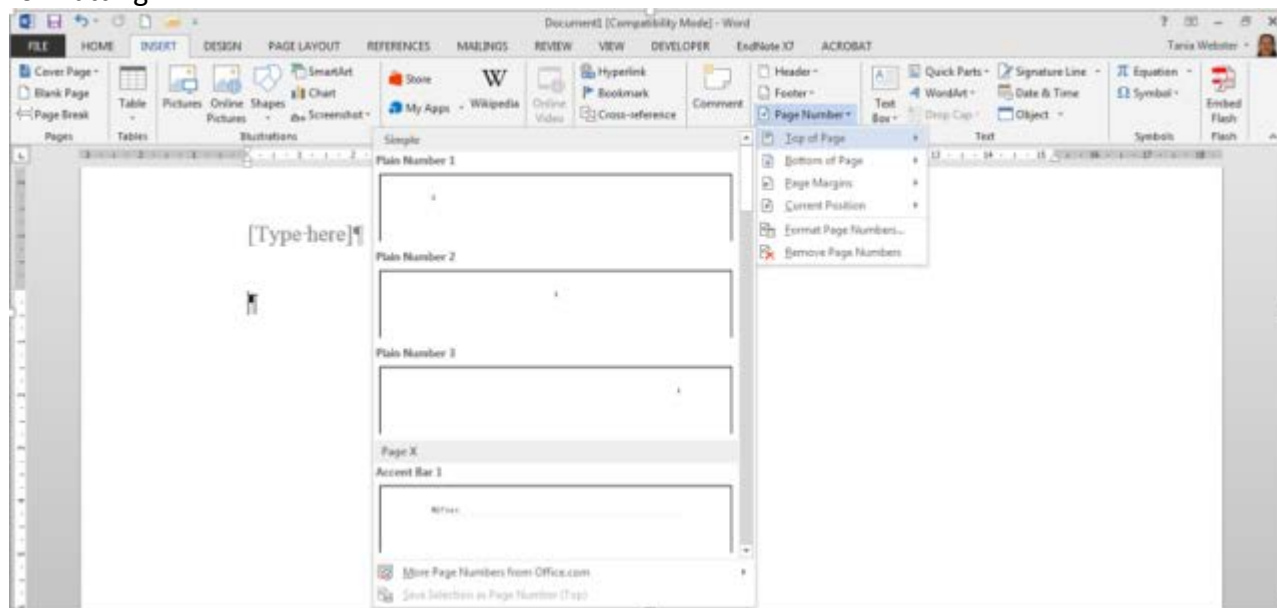 Document1 [Compatibility Mode] - Word
FILE HOME INSERT DESIGN PAGE LAYOUT REFERENCES MAILINGS REVIEW VIEW DEVELOPER EndNote X7 ACROBAT Tania Webster
Cover Page
Blank Page
Page Break
Pages
Table
Tables
Pictures
Online Pictures
Shapes
SmartArt
Chart
Screenshot
Illustrations
Store
My Apps
Wikipedia
Online Video
Hyperlink
Bookmark
Cross-reference
Comment
Header
Footer
Page Number
Text Box
Quick Parts
WordArt
Drop Cap
Signature Line
Date & Time
Object
Text
Equation
Symbol
Symbols
Embed Flash
Flash
Top of Page
Bottom of Page
Page Margins
Current Position
Format Page Numbers...
Remove Page Numbers
Simple
Plain Number 1
Plain Number 2
Plain Number 3
Page X
Accent Bar 1
More Page Numbers from Office.com
Save Selection as Page Number (Top)
[Type·here]¶
¶